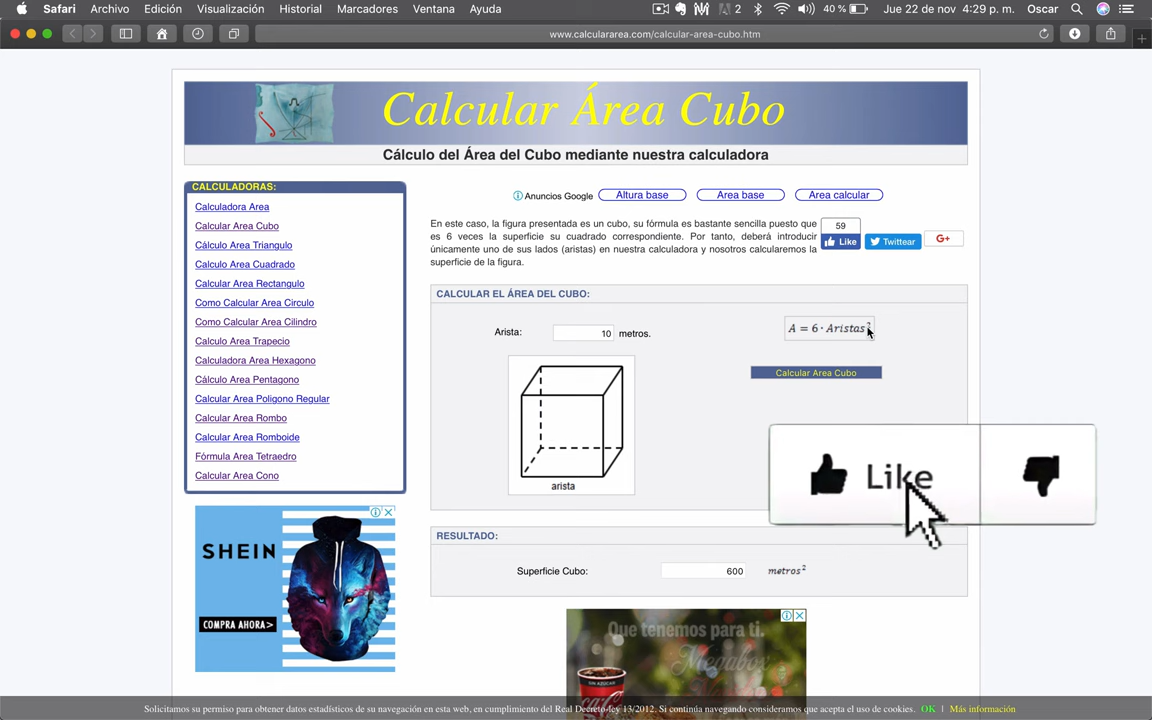 Safari Archivo Edición Visualización Historial Marcadores Ventana Ayuda 2 40 % Jue 22 de nov 4:29 p. m. Oscar
www.calculararea.com/calcular-area-cubo.htm
Calcular Área Cubo
Cálculo del Área del Cubo mediante nuestra calculadora
CALCULADORAS:
Calculadora Area
Calcular Area Cubo
Cálculo Area Triangulo
Calculo Area Cuadrado
Calcular Area Rectangulo
Como Calcular Area Circulo
Como Calcular Area Cilindro
Calculo Area Trapecio
Calculadora Area Hexagono
Cálculo Area Pentagono
Calcular Area Poligono Regular
Calcular Area Rombo
Calcular Area Romboide
Fórmula Area Tetraedro
Calcular Area Cono
SHEIN
COMPRA AHORA>
Anuncios Google Altura base Area base Area calcular
En este caso, la figura presentada es un cubo, su fórmula es bastante sencilla puesto que
es 6 veces la superficie su cuadrado correspondiente. Por tanto, deberá introducir
únicamente uno de sus lados (aristas) en nuestra calculadora y nosotros calcularemos la
superficie de la figura.
59
Like Twittear G+
CALCULAR EL ÁREA DEL CUBO:
Arista: 10 metros.
A = 6 · Aristas²
Calcular Area Cubo
arista
Like
RESULTADO:
Superficie Cubo: 600 metros²
Que tenemos para ti.
Megabox
Solicitamos su permiso para obtener datos estadísticos de su navegación en esta web, en cumplimiento del Real Decreto-ley 13/2012. Si continúa navegando consideramos que acepta el uso de cookies. OK | Más información